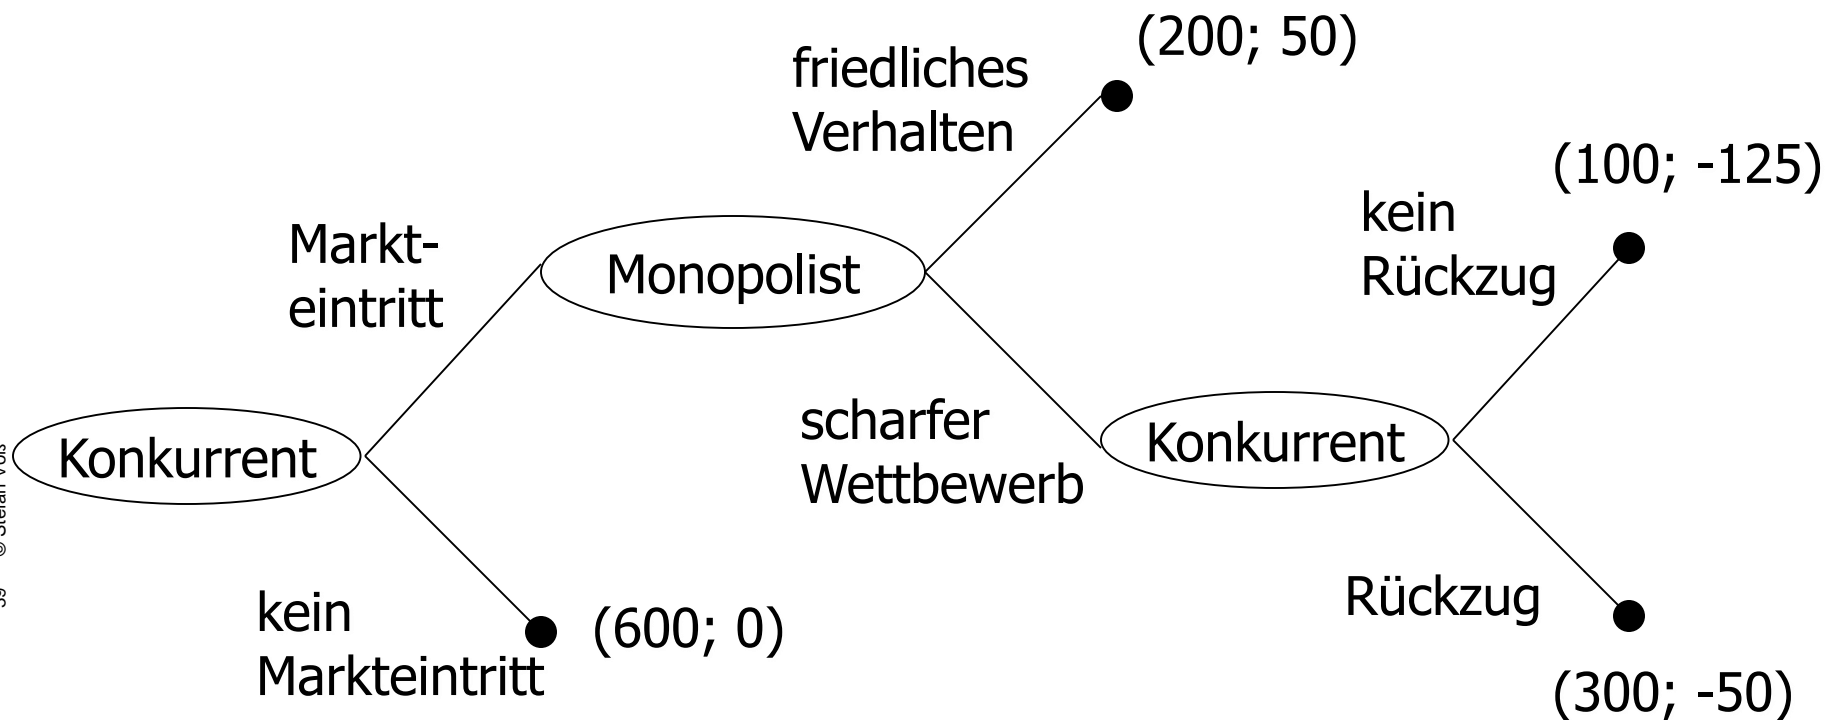 (200; 50)
friedliches
Verhalten
(100; -125)
kein
Rückzug
Markt-
eintritt
Monopolist
scharfer
Wettbewerb
Konkurrent
Konkurrent
Rückzug
kein
Markteintritt
(600; 0)
(300; -50)